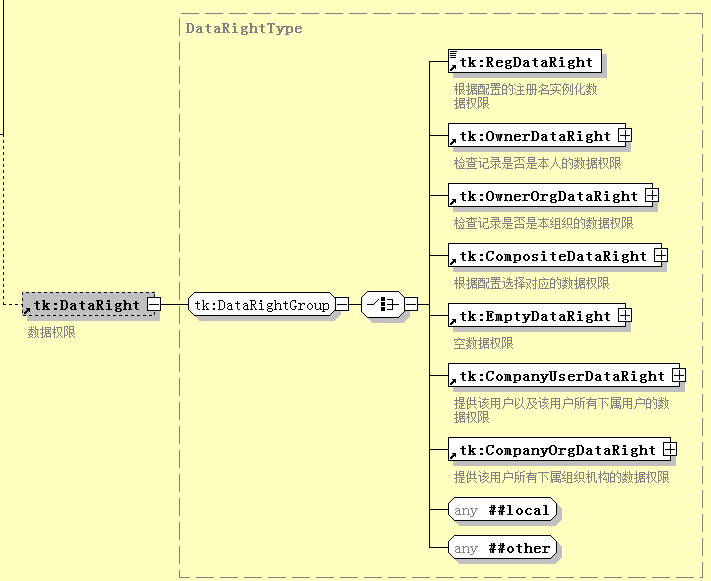 DataRightType
tk:RegDataRight
根据配置的注册名实例化数
据权限
tk:OwnerDataRight
检查记录是否是本人的数据权限
tk:OwnerOrgDataRight
检查记录是否是本组织的数据权限
tk:CompositeDataRight
根据配置选择对应的数据权限
tk:DataRight
数据权限
tk:DataRightGroup
tk:EmptyDataRight
空数据权限
tk:CompanyUserDataRight
提供该用户以及该用户所有下属用户的数
据权限
tk:CompanyOrgDataRight
提供该用户所有下属组织机构的数据权限
any ##local
any ##other